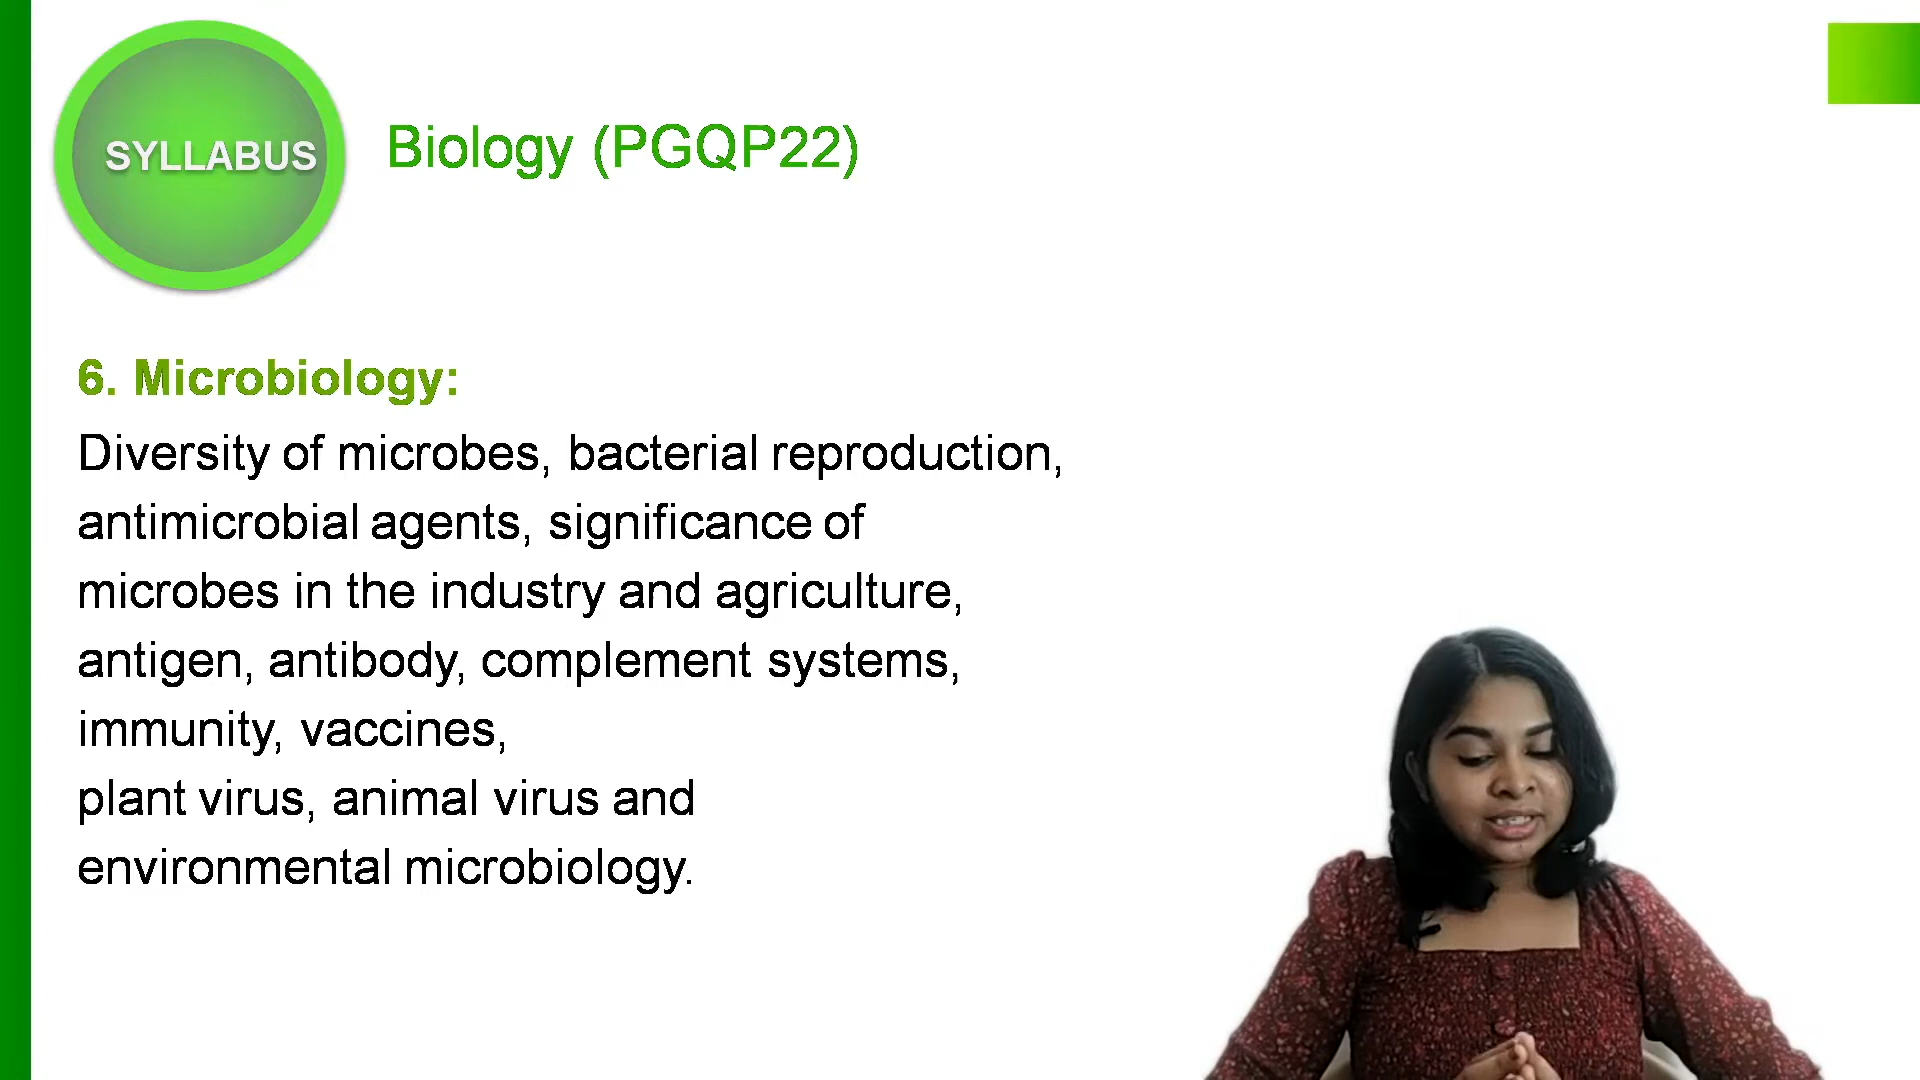 SYLLABUS
Biology (PGQP22)
6. Microbiology:
Diversity of microbes, bacterial reproduction,
antimicrobial agents, significance of
microbes in the industry and agriculture,
antigen, antibody, complement systems,
immunity, vaccines,
plant virus, animal virus and
environmental microbiology.